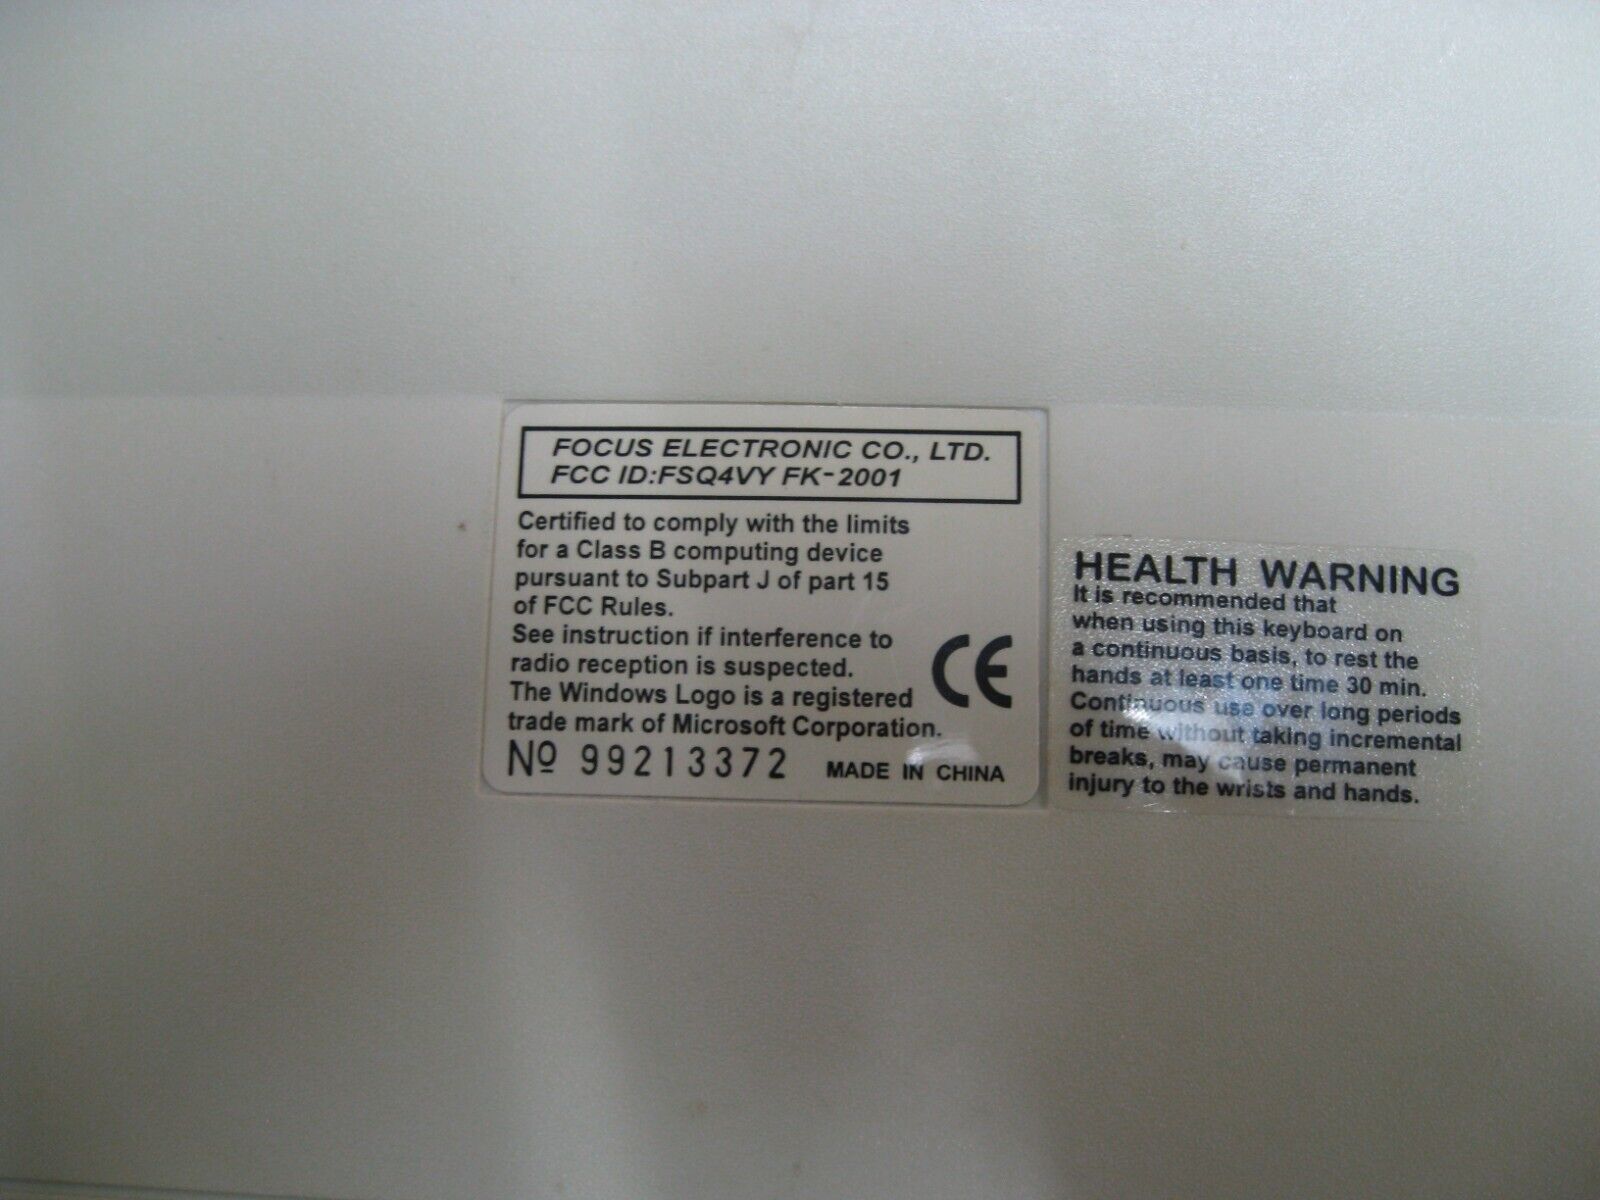 FOCUS ELECTRONIC CO., LTD.
FCC ID:FSQ4VY FK-2001
Certified to comply with the limits
for a Class B computing device
pursuant to Subpart J of part 15
of FCC Rules.
See instruction if interference to
radio reception is suspected.
The Windows Logo is a registered
trade mark of Microsoft Corporation.
CE
Nº 99213372 MADE IN CHINA
HEALTH WARNING
It is recommended that
when using this keyboard on
a continuous basis, to rest the
hands at least one time 30 min.
Continuous use over long periods
of time without taking incremental
breaks, may cause permanent
injury to the wrists and hands.